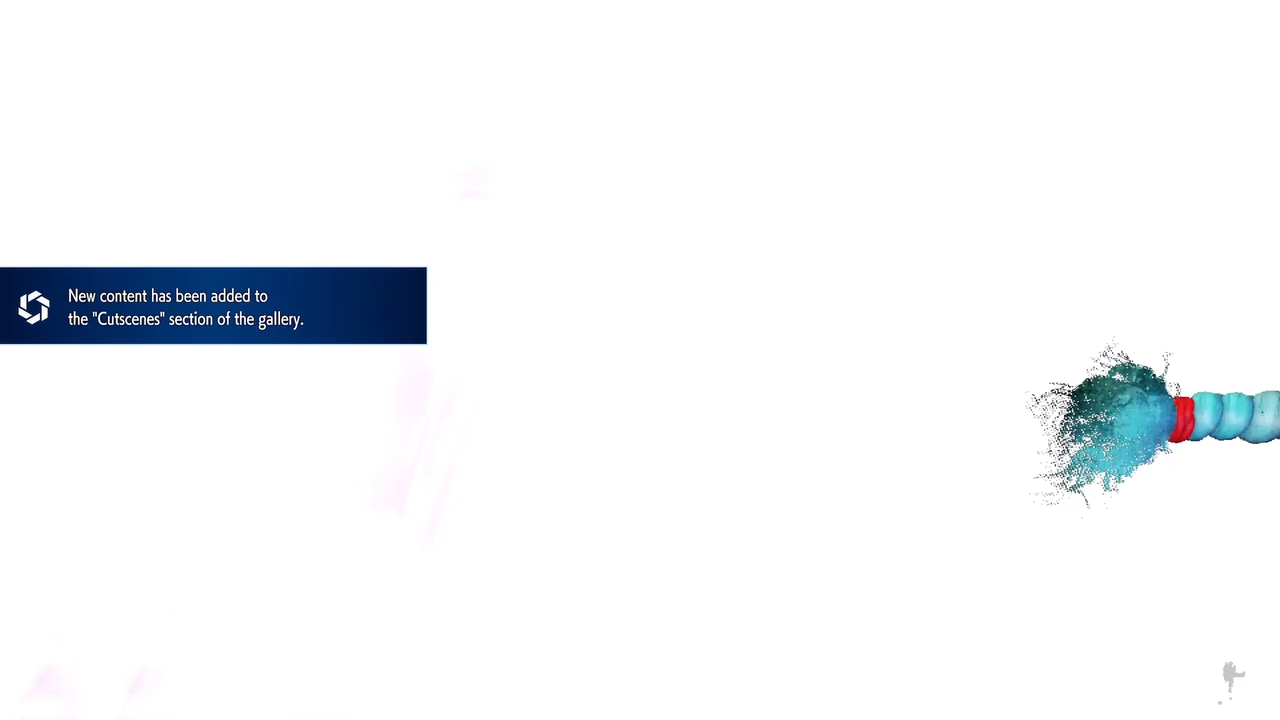 New content has been added to
the "Cutscenes" section of the gallery.